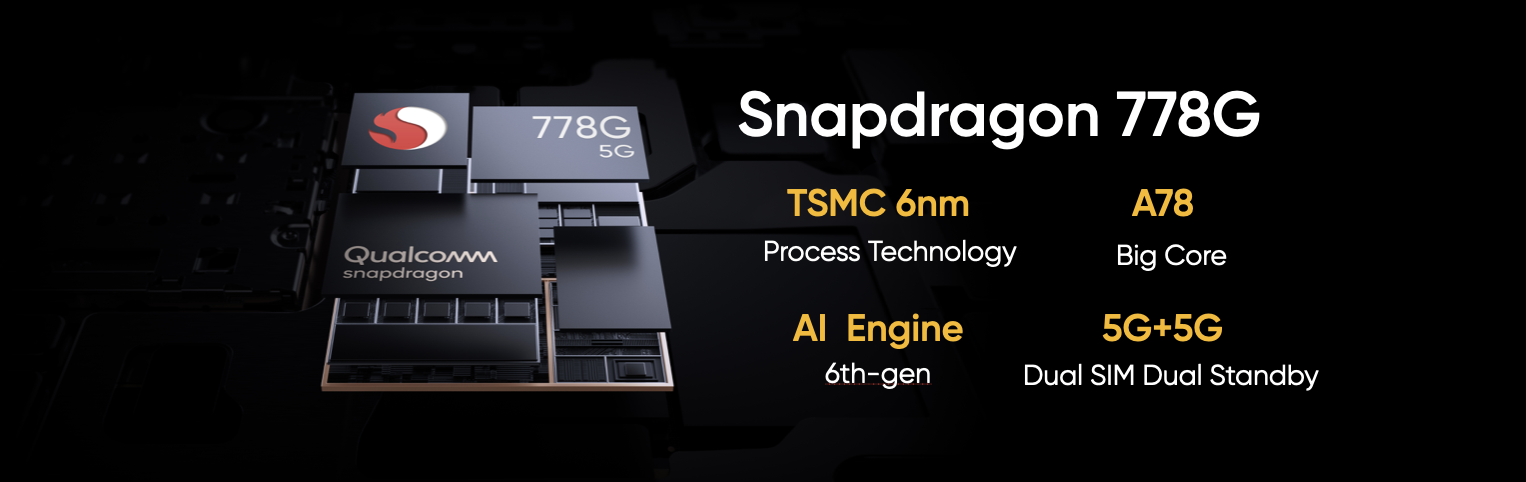 778G
5G
Qualcomm
snapdragon
Snapdragon 778G
TSMC 6nm
Process Technology
A78
Big Core
AI Engine
6th-gen
5G+5G
Dual SIM Dual Standby